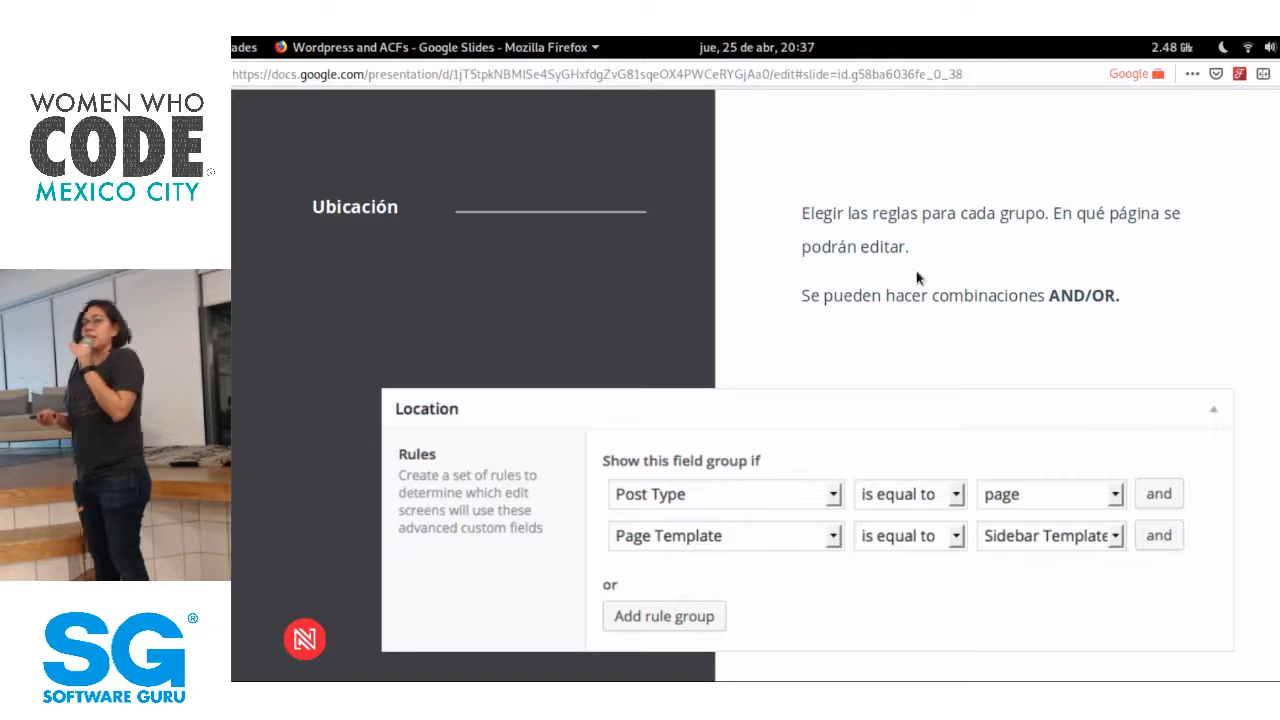 WOMEN WHO
CODE
MEXICO CITY
ades
Wordpress and ACFs - Google Slides - Mozilla Firefox
jue, 25 de abr, 20:37
2.48 GHz
https://docs.google.com/presentation/d/1jT5tpkNBMISe4SyGHxfdgZvG81sqeOX4PWCeRYGjAa0/edit#slide=id.g58ba6036fe_0_38
Google
Ubicación
Elegir las reglas para cada grupo. En qué página se
podrán editar.
Se pueden hacer combinaciones AND/OR.
Location
Rules
Create a set of rules to
determine which edit
screens will use these
advanced custom fields
Show this field group if
Post Type is equal to page and
Page Template is equal to Sidebar Template and
or
Add rule group
N
SG®
SOFTWARE GURU